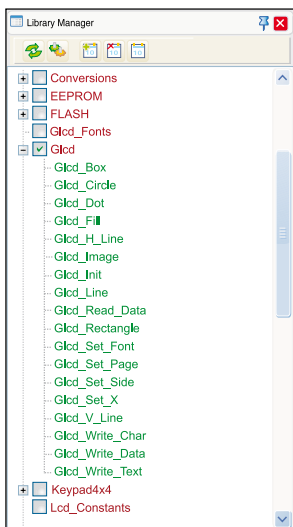 Library Manager
Conversions
EEPROM
FLASH
Glcd_Fonts
Glcd
Glcd_Box
Glcd_Circle
Glcd_Dot
Glcd_Fill
Glcd_H_Line
Glcd_Image
Glcd_Init
Glcd_Line
Glcd_Read_Data
Glcd_Rectangle
Glcd_Set_Font
Glcd_Set_Page
Glcd_Set_Side
Glcd_Set_X
Glcd_V_Line
Glcd_Write_Char
Glcd_Write_Data
Glcd_Write_Text
Keypad4x4
Lcd_Constants